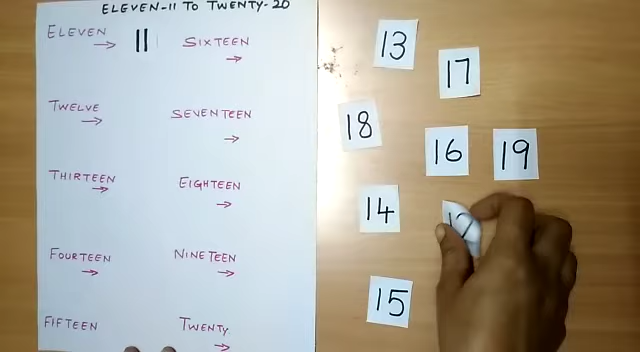 ELEVEN-11 TO TWENTY-20
ELEVEN → 11
SIXTEEN →
TWELVE →
SEVENTEEN →
THIRTEEN →
EIGHTEEN →
FOURTEEN →
NINETEEN →
FIFTEEN
TWENTY →
13
17
18
16
19
14
15